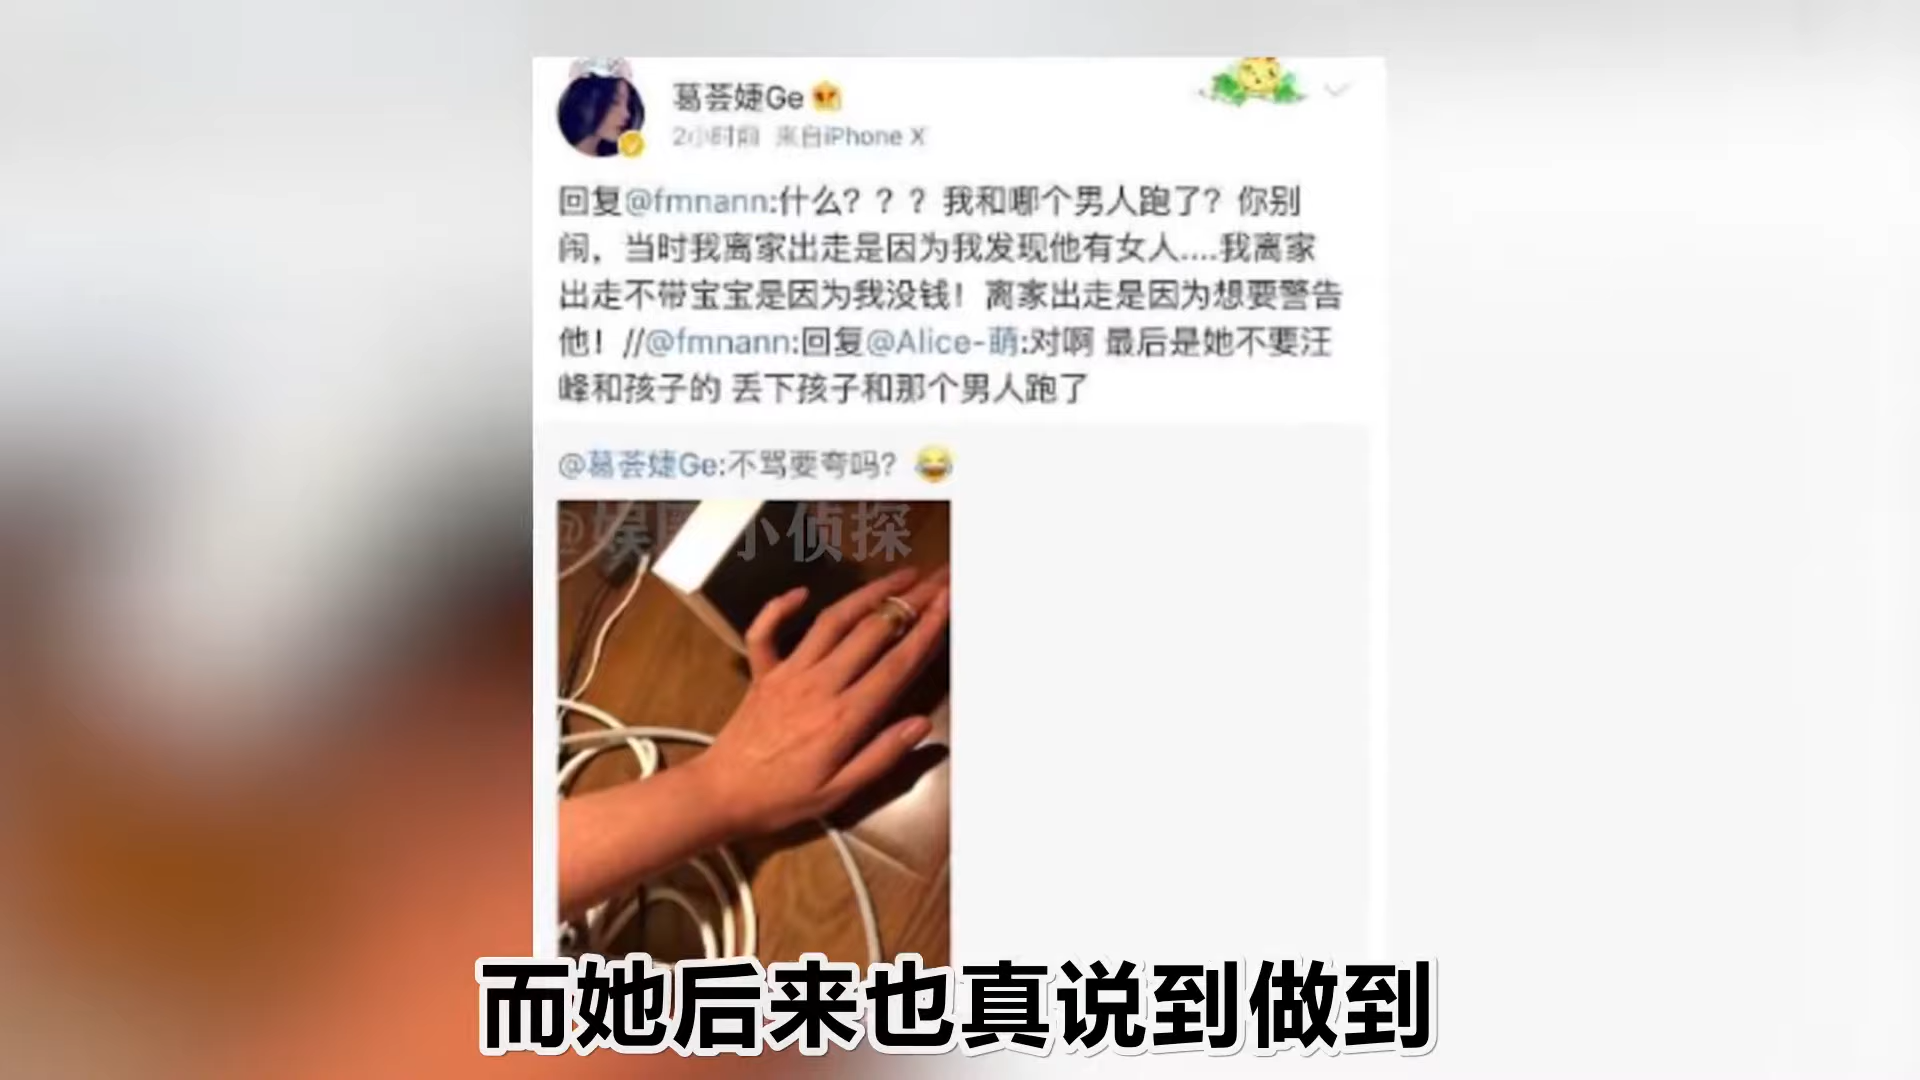 葛荟婕Ge
2小时前 来自iPhone X
回复@fmnann:什么？？？我和哪个男人跑了？你别
闹，当时我离家出走是因为我发现他有女人....我离家
出走不带宝宝是因为我没钱！离家出走是因为想要警告
他！//@fmnann:回复@Alice-萌:对啊 最后是她不要汪
峰和孩子的 丢下孩子和那个男人跑了
@葛荟婕Ge:不骂要夸吗？
小侦探
而她后来也真说到做到